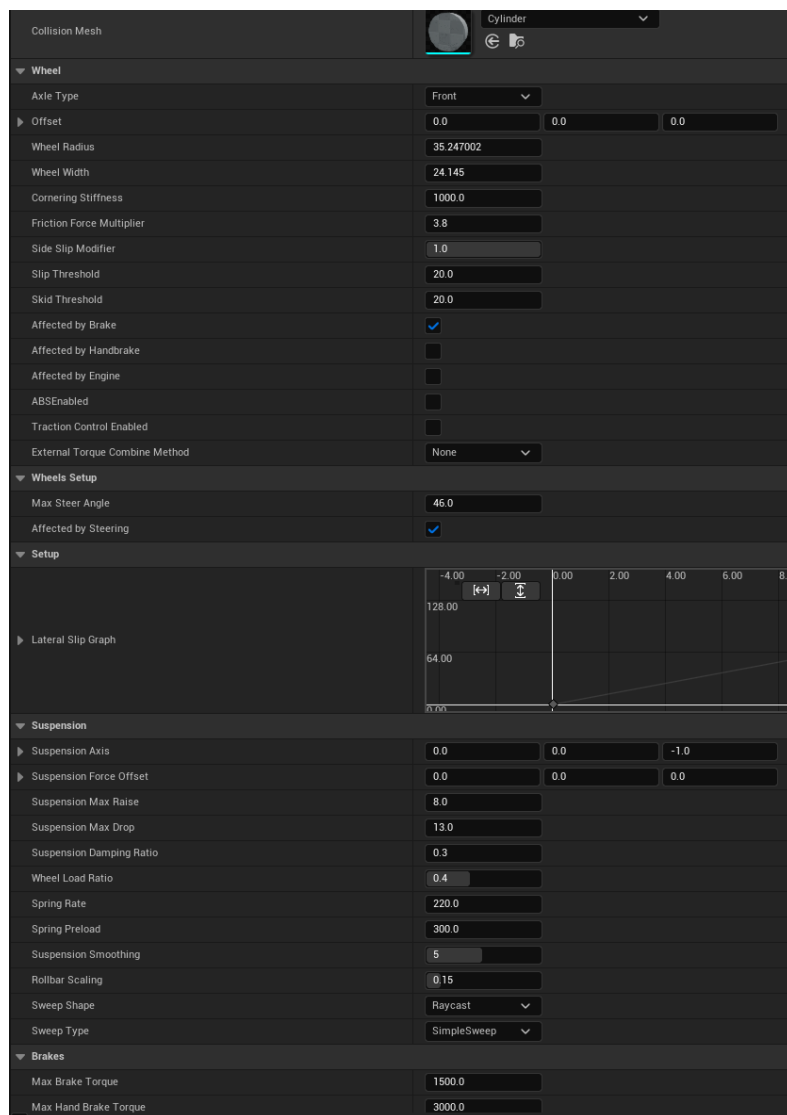 Collision Mesh
Cylinder
Wheel
Axle Type Front
Offset 0.0 0.0 0.0
Wheel Radius 35.247002
Wheel Width 24.145
Cornering Stiffness 1000.0
Friction Force Multiplier 3.8
Side Slip Modifier 1.0
Slip Threshold 20.0
Skid Threshold 20.0
Affected by Brake
Affected by Handbrake
Affected by Engine
ABSEnabled
Traction Control Enabled
External Torque Combine Method None
Wheels Setup
Max Steer Angle 46.0
Affected by Steering
Setup
-4.00 -2.00 0.00 2.00 4.00 6.00 8.
128.00
Lateral Slip Graph
64.00
0.00
Suspension
Suspension Axis 0.0 0.0 -1.0
Suspension Force Offset 0.0 0.0 0.0
Suspension Max Raise 8.0
Suspension Max Drop 13.0
Suspension Damping Ratio 0.3
Wheel Load Ratio 0.4
Spring Rate 220.0
Spring Preload 300.0
Suspension Smoothing 5
Rollbar Scaling 0.15
Sweep Shape Raycast
Sweep Type SimpleSweep
Brakes
Max Brake Torque 1500.0
Max Hand Brake Torque 3000.0